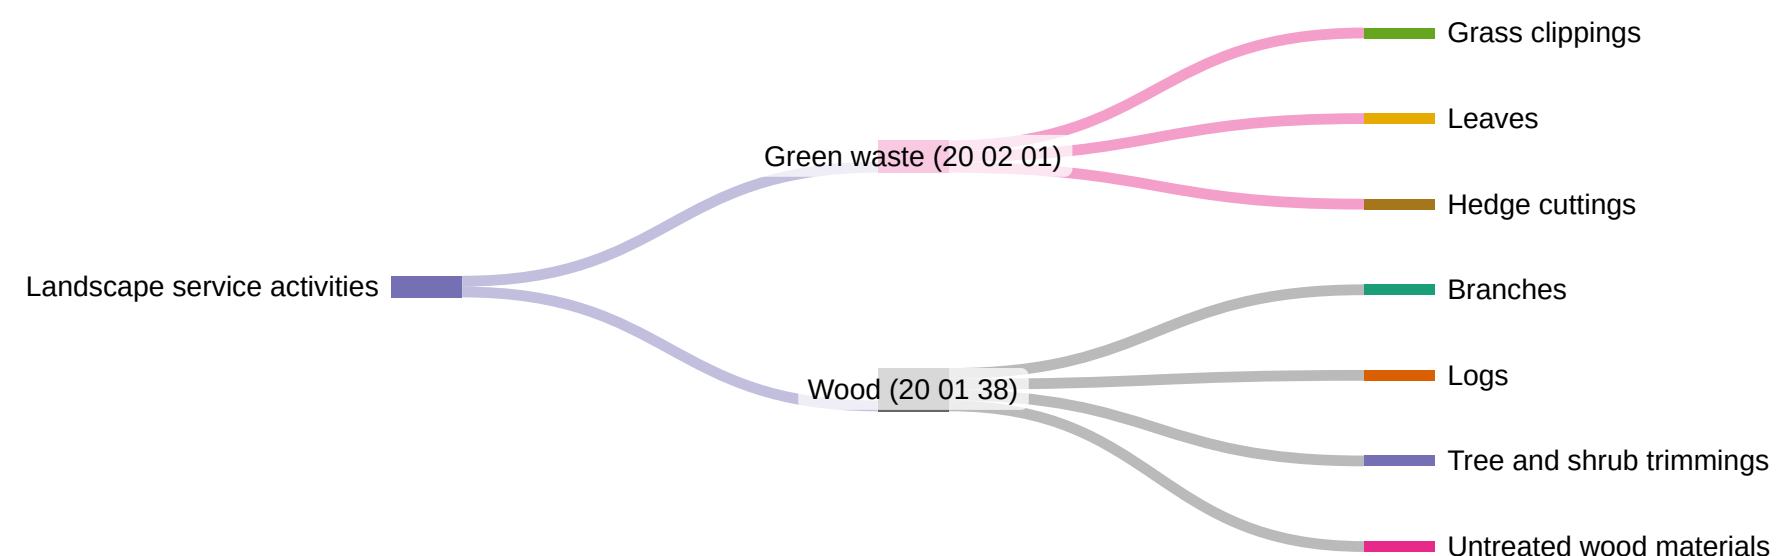 Grass clippings
Leaves
Green waste (20 02 01)
Hedge cuttings
Landscape service activities
Branches
Logs
Wood (20 01 38)
Tree and shrub trimmings
Untreated wood materials